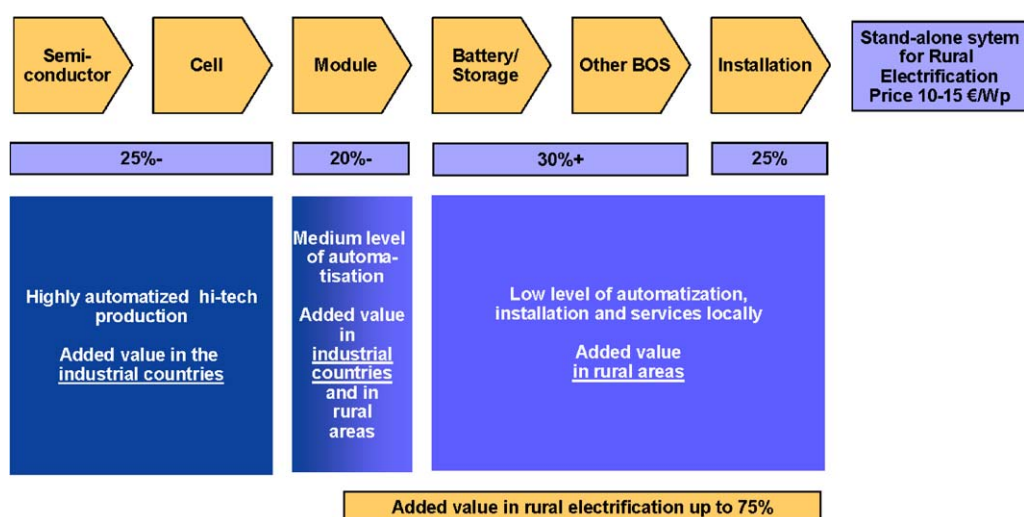 Semi-
conductor
Cell
Module
Battery/
Storage
Other BOS
Installation
Stand-alone sytem
for Rural
Electrification
Price 10-15 €/Wp
25%-
20%-
30%+
25%
Highly automatized hi-tech
production
Added value in the
industrial countries
Medium level
of automa-
tisation
Added value
in
industrial
countries
and in
rural
areas
Low level of automatization,
installation and services locally
Added value
in rural areas
Added value in rural electrification up to 75%